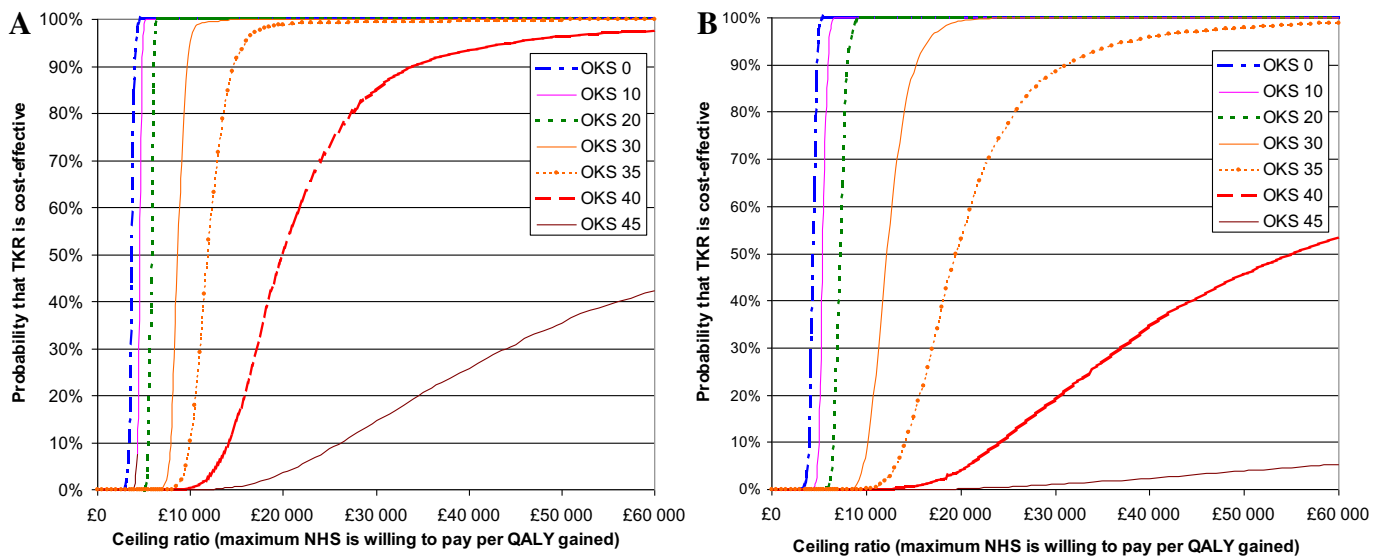 A
Probability that TKR is cost-effective
100%
90%
80%
70%
60%
50%
40%
30%
20%
10%
0%
£0 £10 000 £20 000 £30 000 £40 000 £50 000 £60 000
Ceiling ratio (maximum NHS is willing to pay per QALY gained)
OKS 0
OKS 10
OKS 20
OKS 30
OKS 35
OKS 40
OKS 45
B
Probability that TKR is cost-effective
100%
90%
80%
70%
60%
50%
40%
30%
20%
10%
0%
£0 £10 000 £20 000 £30 000 £40 000 £50 000 £60 000
Ceiling ratio (maximum NHS is willing to pay per QALY gained)
OKS 0
OKS 10
OKS 20
OKS 30
OKS 35
OKS 40
OKS 45